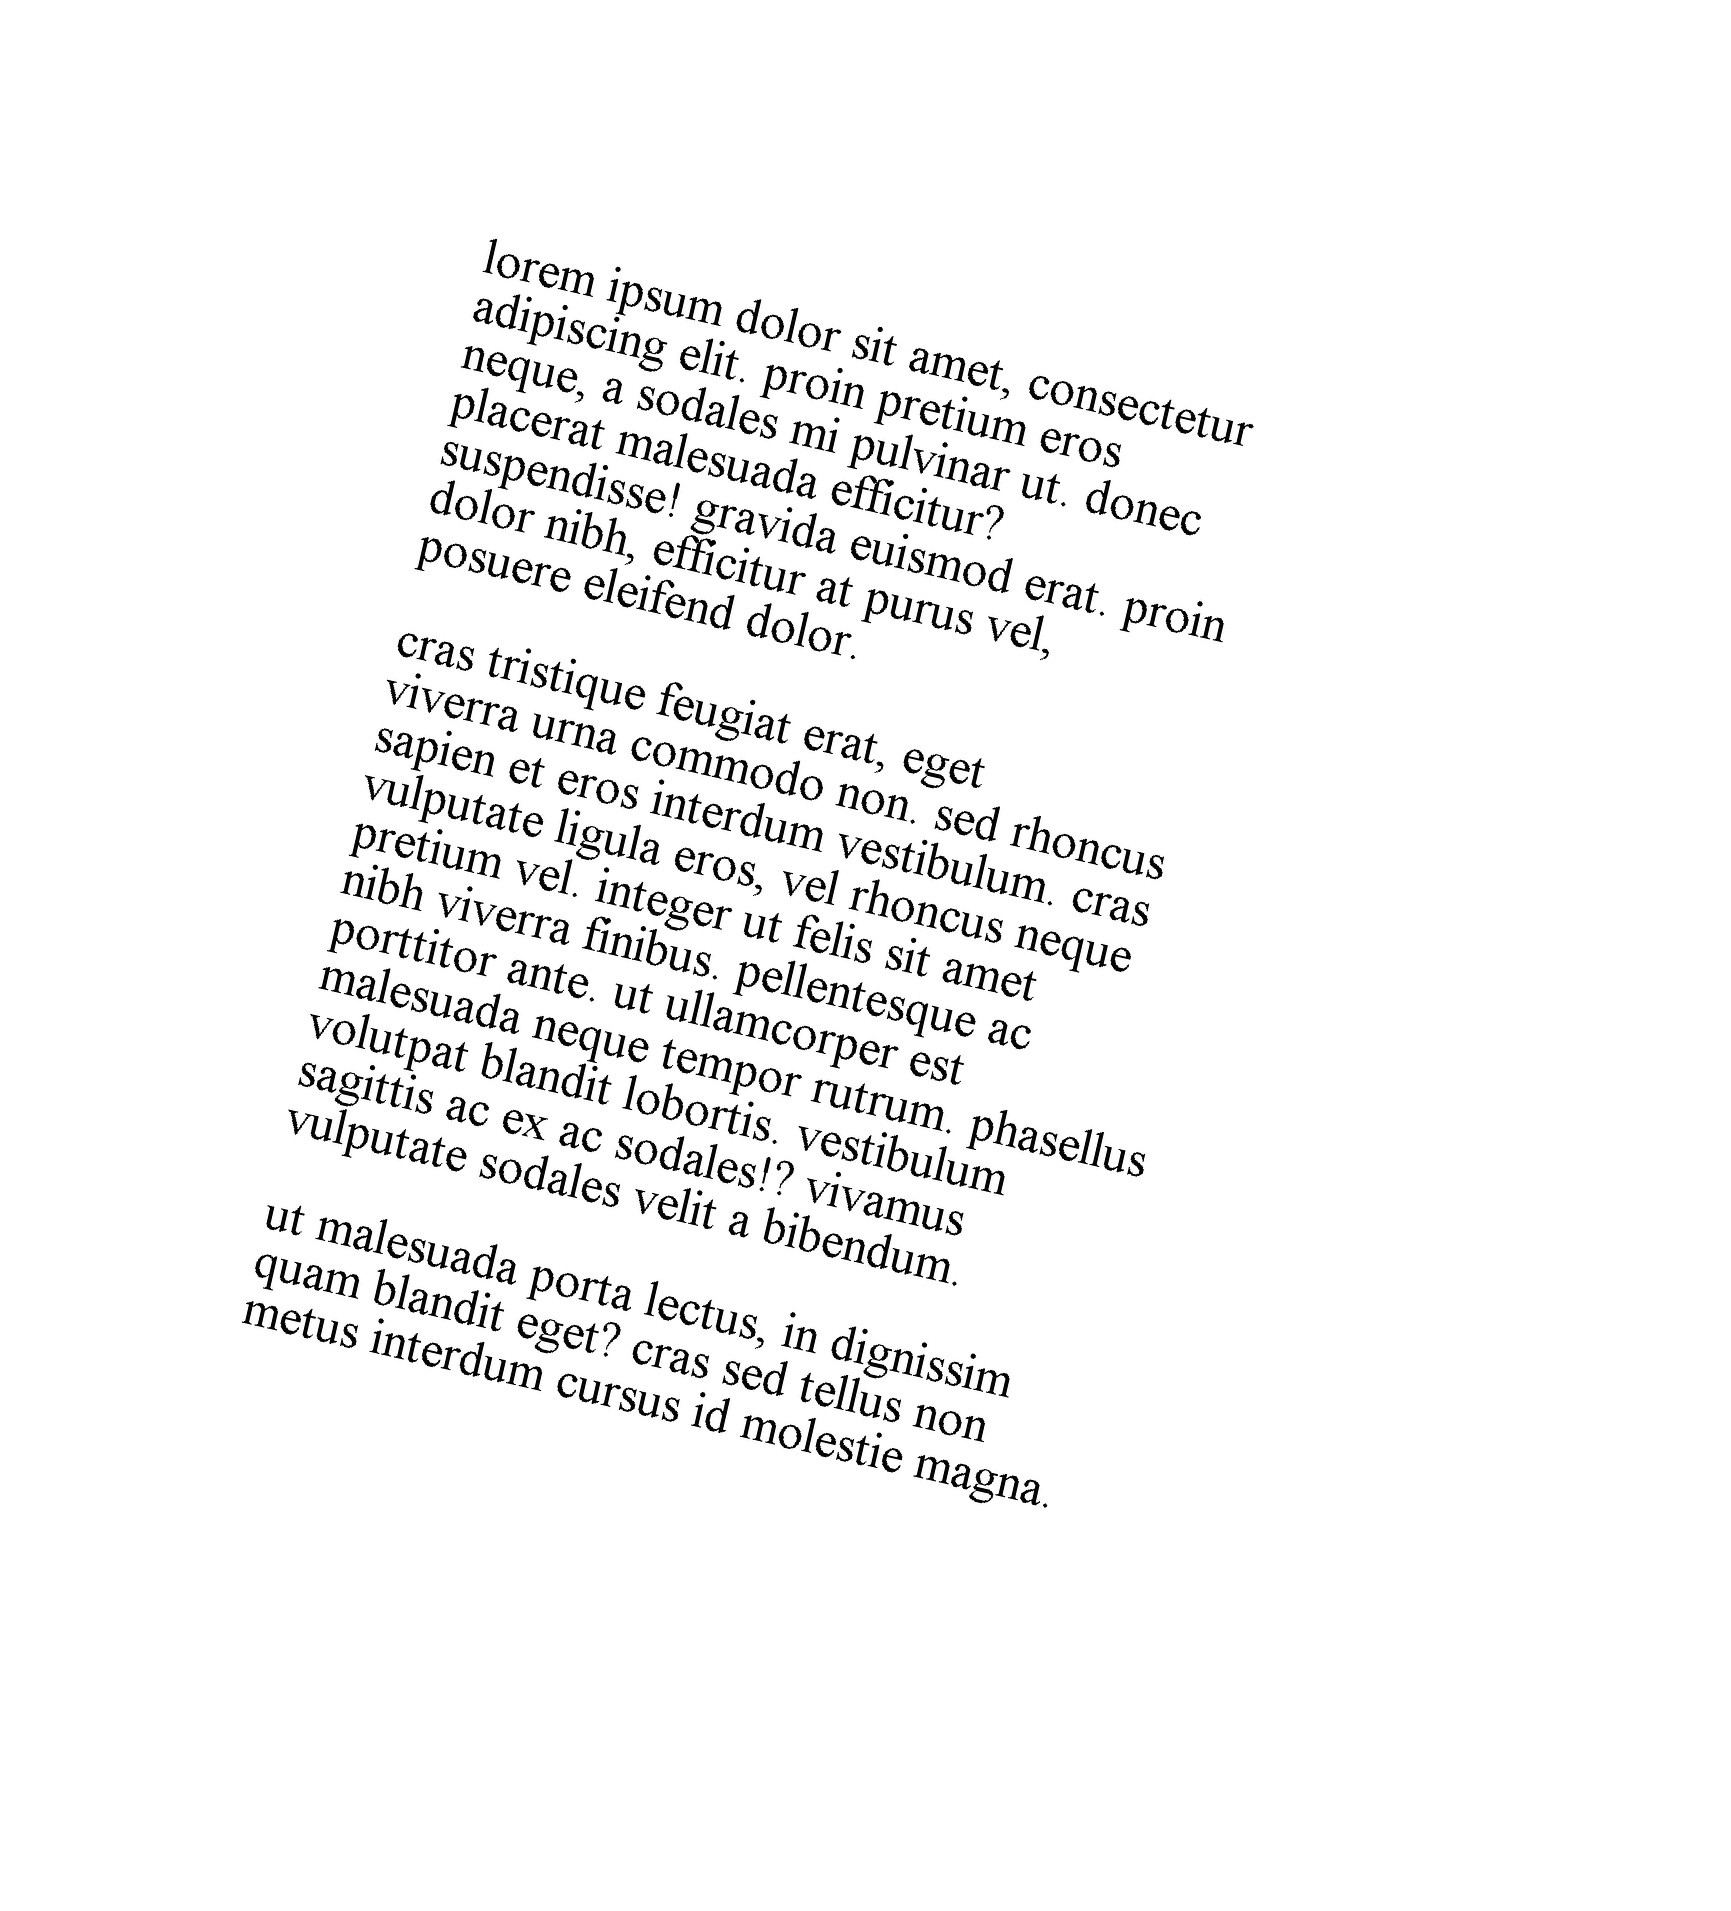 lorem ipsum dolor sit amet, consectetur
adipiscing elit. proin pretium eros
neque, a sodales mi pulvinar ut. donec
placerat malesuada efficitur?
suspendisse! gravida euismod erat. proin
dolor nibh, efficitur at purus vel,
posuere eleifend dolor.

cras tristique feugiat erat, eget
viverra urna commodo non. sed rhoncus
sapien et eros interdum vestibulum. cras
vulputate ligula eros, vel rhoncus neque
pretium vel. integer ut felis sit amet
nibh viverra finibus. pellentesque ac
porttitor ante. ut ullamcorper est
malesuada neque tempor rutrum. phasellus
volutpat blandit lobortis. vestibulum
sagittis ac ex ac sodales!? vivamus
vulputate sodales velit a bibendum.

ut malesuada porta lectus, in dignissim
quam blandit eget? cras sed tellus non
metus interdum cursus id molestie magna.